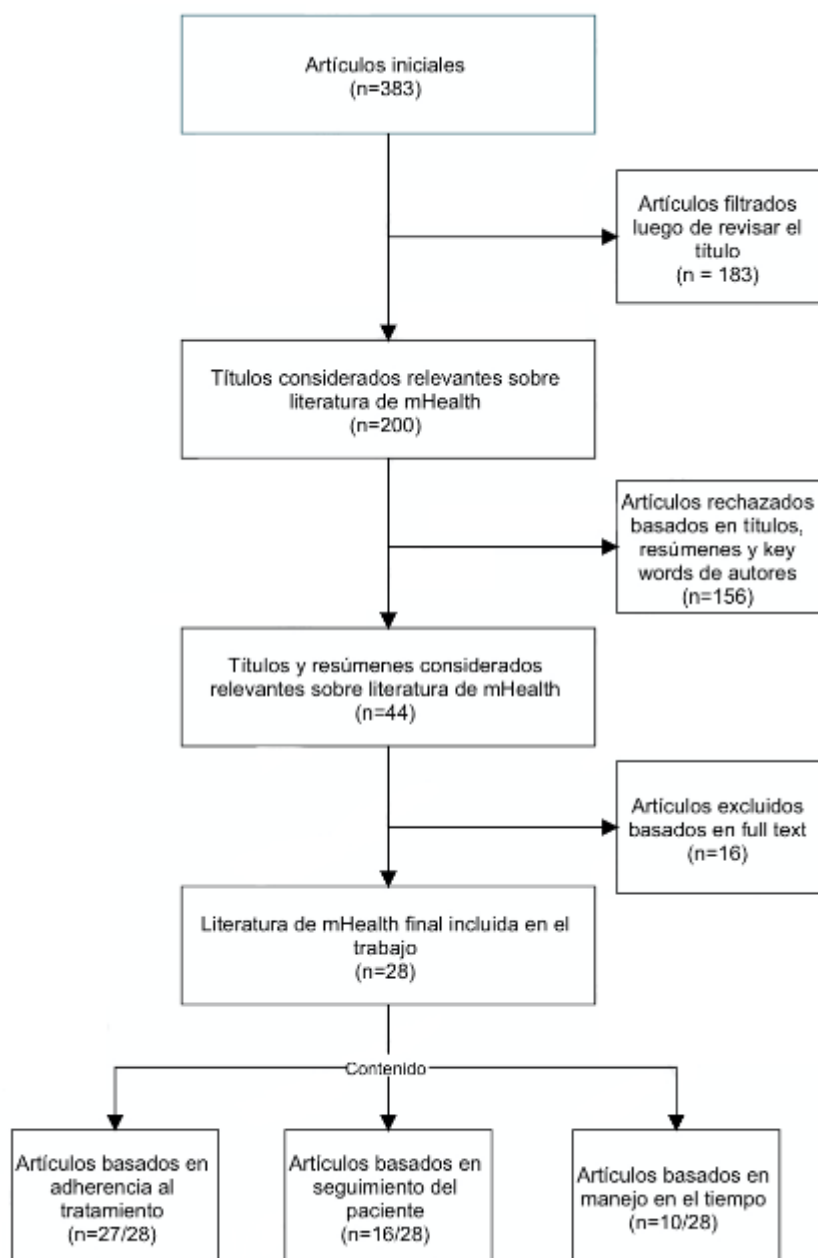 Artículos iniciales
(n=383)
Artículos filtrados
luego de revisar el
título
(n = 183)
Títulos considerados relevantes sobre
literatura de mHealth
(n=200)
Artículos rechazados
basados en títulos,
resúmenes y key
words de autores
(n=156)
Títulos y resúmenes considerados
relevantes sobre literatura de mHealth
(n=44)
Artículos excluidos
basados en full text
(n=16)
Literatura de mHealth final incluida en el
trabajo
(n=28)
Contenido
Artículos basados en
adherencia al
tratamiento
(n=27/28)
Artículos basados en
seguimiento del
paciente
(n=16/28)
Artículos basados en
manejo en el tiempo
(n=10/28)